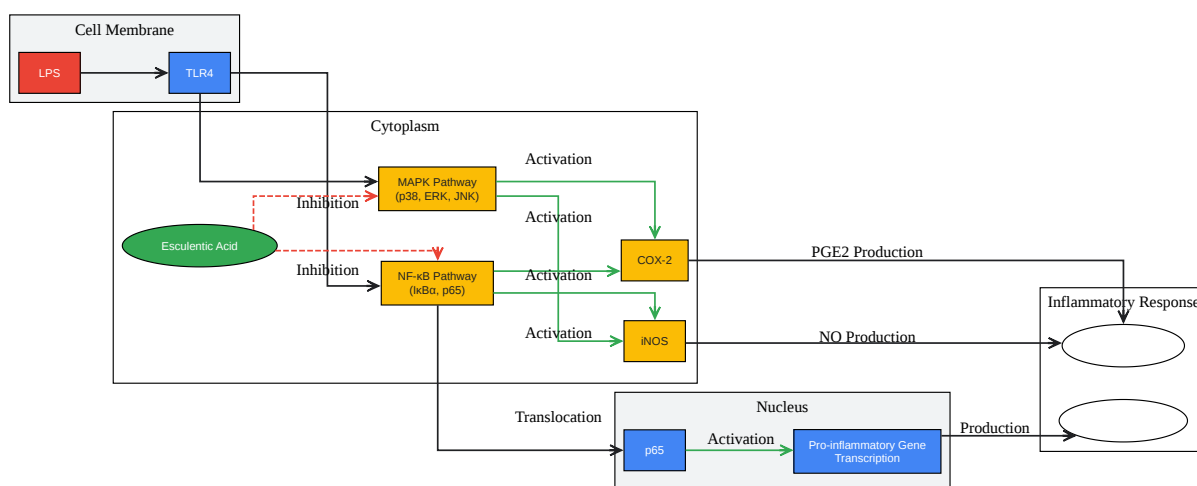 Cell Membrane
LPS
TLR4
Cytoplasm
Activation
MAPK Pathway
(p38, ERK, JNK)
Inhibition
Activation
Esculentic Acid
COX-2
PGE2 Production
Inhibition
NF-κB Pathway
(IκBα, p65)
Activation
Inflammatory Response
Activation
iNOS
NO Production
Nucleus
Translocation
p65
Activation
Pro-inflammatory Gene
Transcription
Production